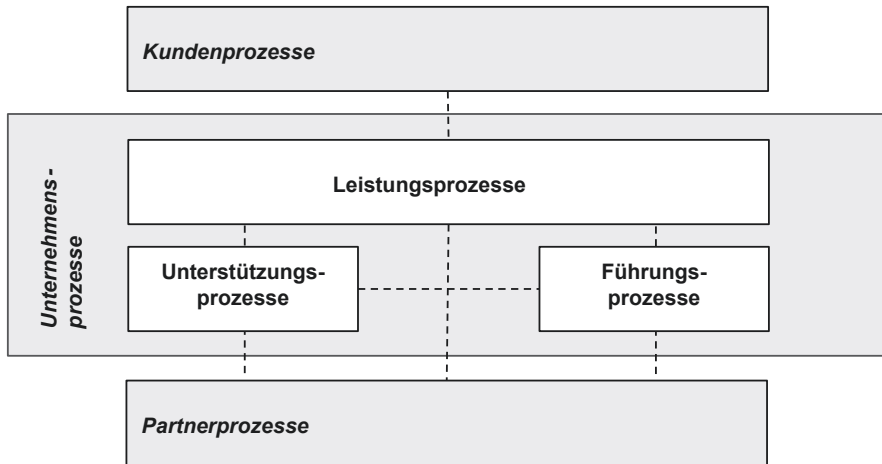 Kundenprozesse
Unternehmens-
prozesse
Leistungsprozesse
Unterstützungs-
prozesse
Führungs-
prozesse
Partnerprozesse